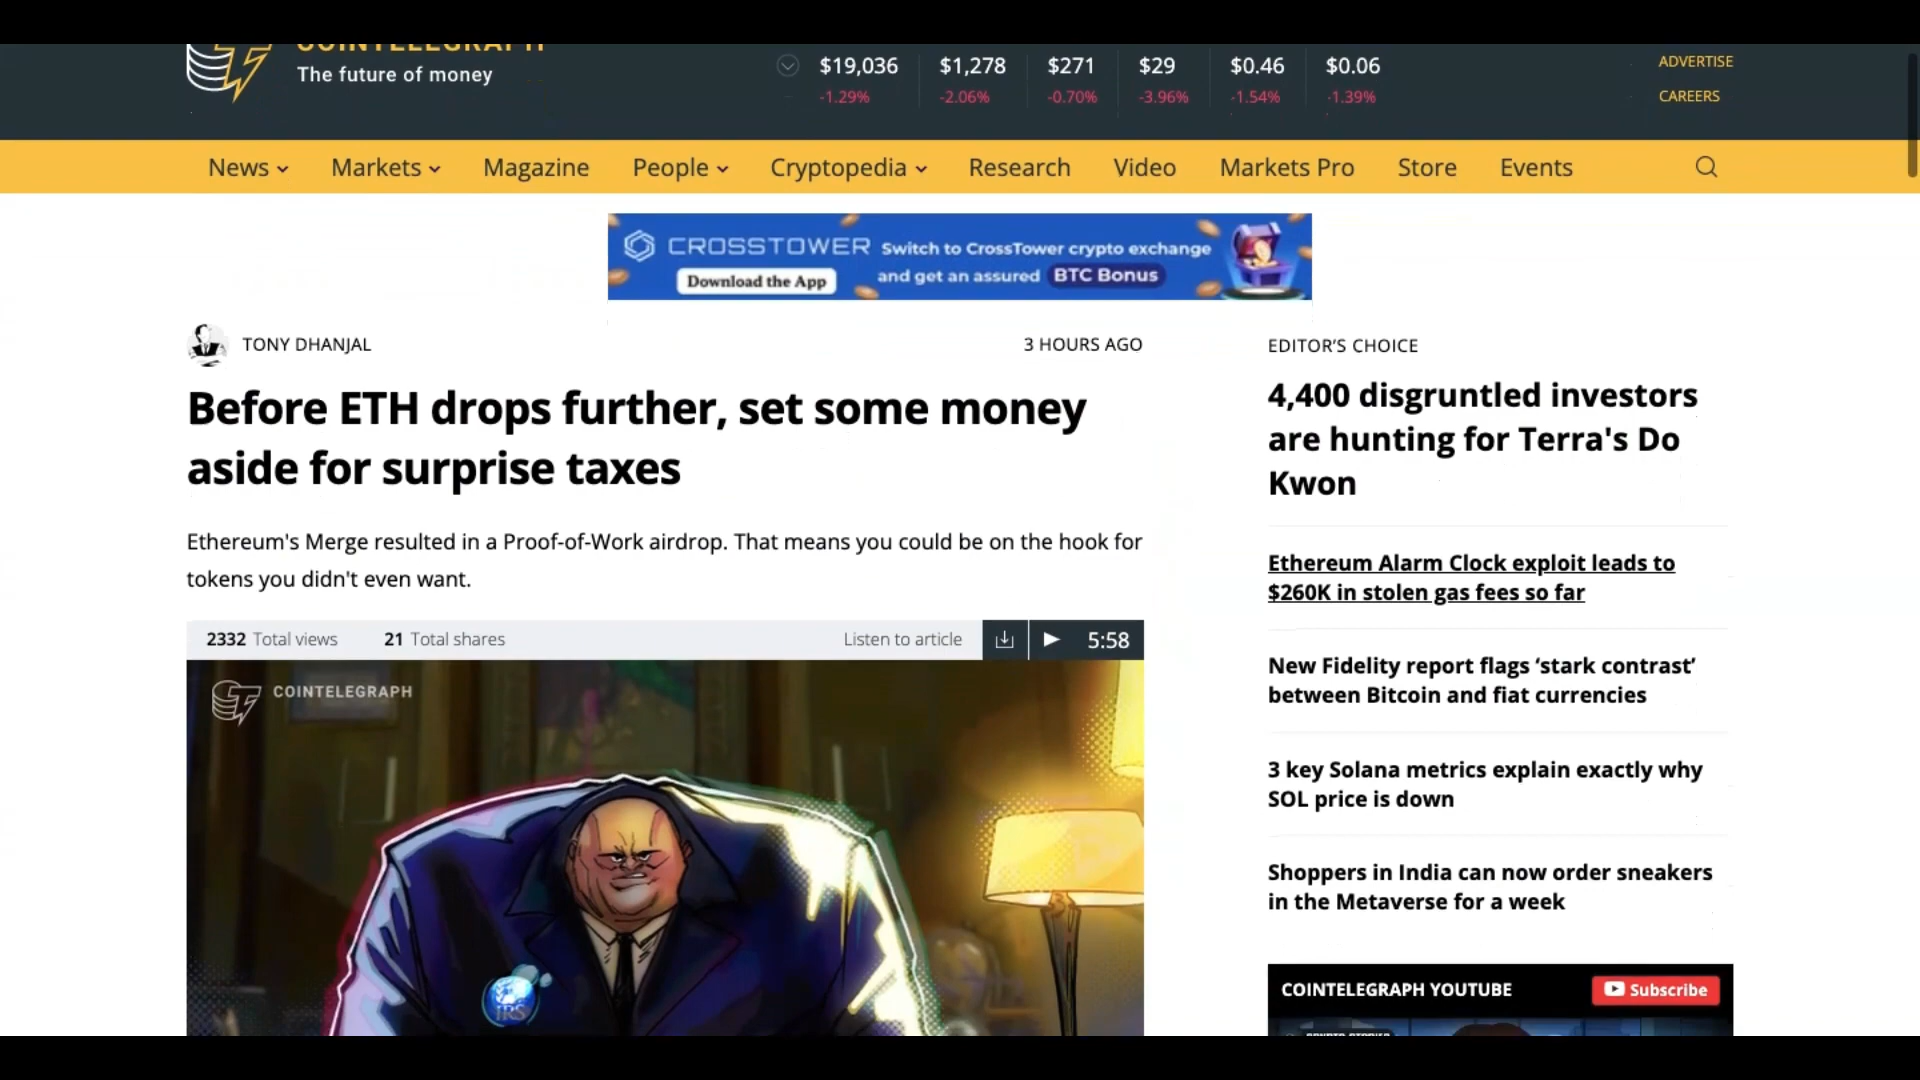 COINTELEGRAPH
The future of money
$19,036 $1,278 $271 $29 $0.46 $0.06
-1.29% -2.06% -0.70% -3.96% -1.54% -1.39%
ADVERTISE
CAREERS
News Markets Magazine People Cryptopedia Research Video Markets Pro Store Events
CROSSTOWER
Download the App
Switch to CrossTower crypto exchange
and get an assured BTC Bonus
TONY DHANJAL
3 HOURS AGO
Before ETH drops further, set some money
aside for surprise taxes
Ethereum's Merge resulted in a Proof-of-Work airdrop. That means you could be on the hook for
tokens you didn't even want.
2332 Total views 21 Total shares Listen to article 5:58
COINTELEGRAPH
IRS
EDITOR’S CHOICE
4,400 disgruntled investors
are hunting for Terra's Do
Kwon
Ethereum Alarm Clock exploit leads to
$260K in stolen gas fees so far
New Fidelity report flags ‘stark contrast’
between Bitcoin and fiat currencies
3 key Solana metrics explain exactly why
SOL price is down
Shoppers in India can now order sneakers
in the Metaverse for a week
COINTELEGRAPH YOUTUBE
Subscribe
CRYPTO STORIES